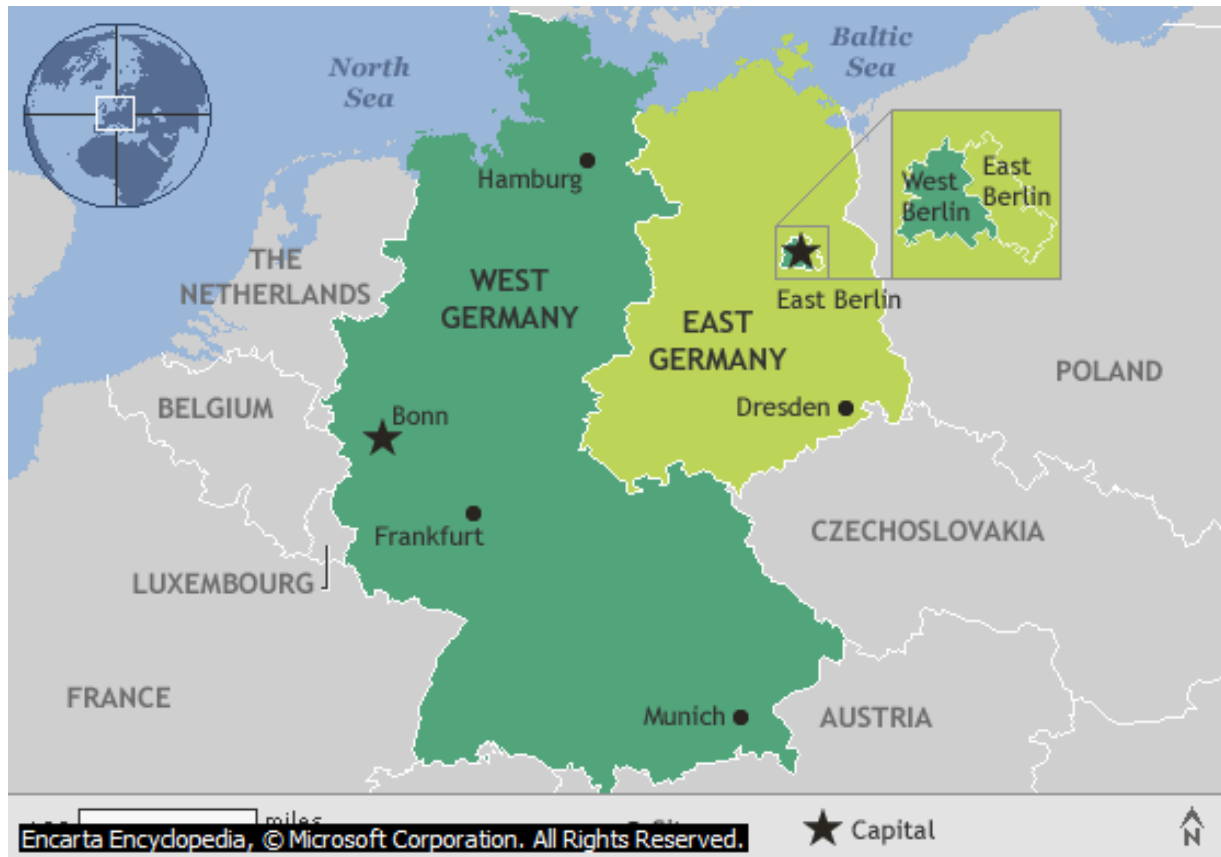 North
Sea
Baltic
Sea
Hamburg
West
Berlin
East
Berlin
THE
NETHERLANDS
WEST
GERMANY
East Berlin
EAST
GERMANY
POLAND
BELGIUM
Bonn
Dresden
Frankfurt
CZECHOSLOVAKIA
LUXEMBOURG
FRANCE
Munich
AUSTRIA
miles
Capital
N
Encarta Encyclopedia, © Microsoft Corporation. All Rights Reserved.